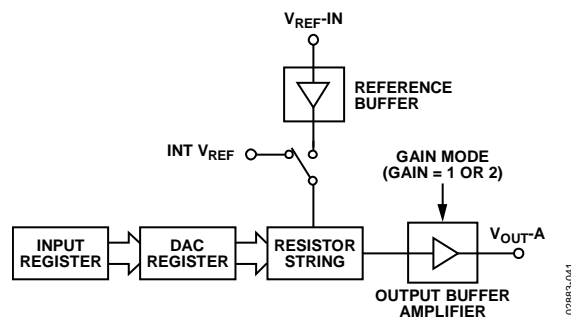 VREF-IN
REFERENCE
BUFFER
INT VREF
GAIN MODE
(GAIN = 1 OR 2)
INPUT
REGISTER
DAC
REGISTER
RESISTOR
STRING
VOUT-A
OUTPUT BUFFER
AMPLIFIER
02883-041